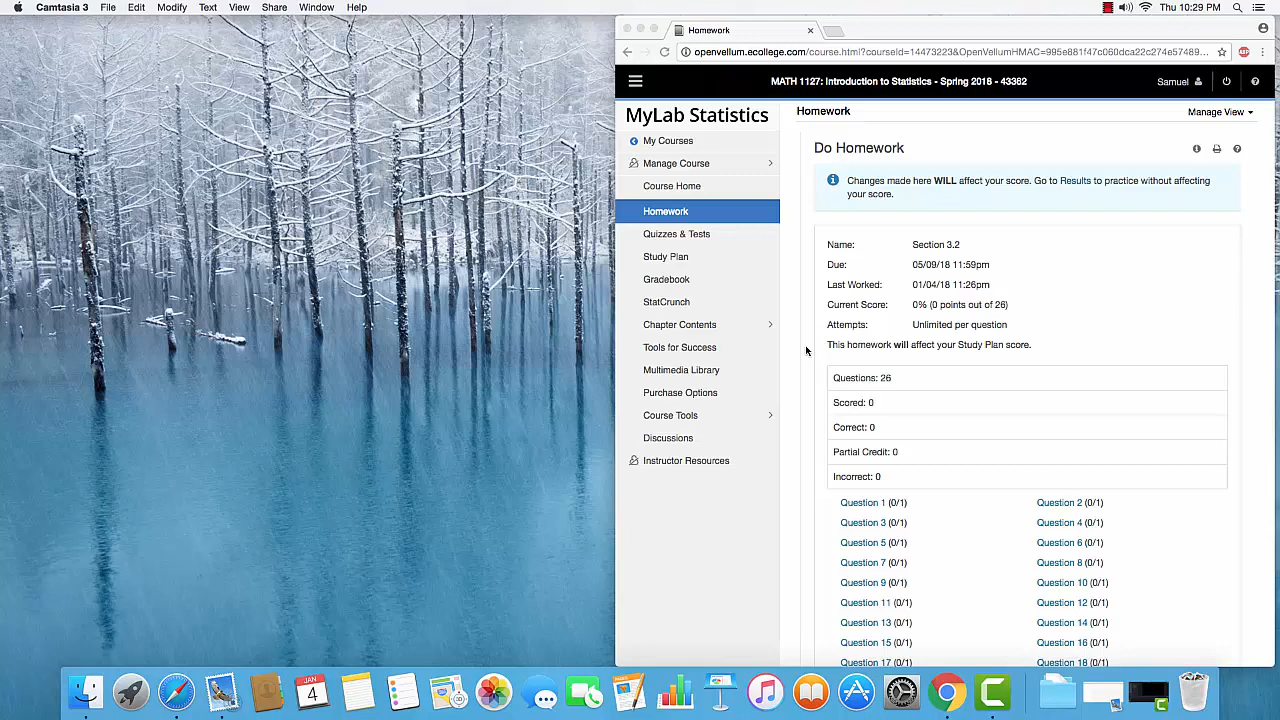 Camtasia 3 File Edit Modify Text View Share Window Help Thu 10:29 PM
Homework
openvellum.ecollege.com/course.html?courseId=14473223&OpenVellumHMAC=995e881f47c060dca22c274e57489...
MATH 1127: Introduction to Statistics - Spring 2018 - 43362 Samuel
MyLab Statistics
My Courses
Manage Course
Course Home
Homework
Quizzes & Tests
Study Plan
Gradebook
StatCrunch
Chapter Contents
Tools for Success
Multimedia Library
Purchase Options
Course Tools
Discussions
Instructor Resources
Homework Manage View
Do Homework
Changes made here WILL affect your score. Go to Results to practice without affecting
your score.
Name: Section 3.2
Due: 05/09/18 11:59pm
Last Worked: 01/04/18 11:26pm
Current Score: 0% (0 points out of 26)
Attempts: Unlimited per question
This homework will affect your Study Plan score.
Questions: 26
Scored: 0
Correct: 0
Partial Credit: 0
Incorrect: 0
Question 1 (0/1) Question 2 (0/1)
Question 3 (0/1) Question 4 (0/1)
Question 5 (0/1) Question 6 (0/1)
Question 7 (0/1) Question 8 (0/1)
Question 9 (0/1) Question 10 (0/1)
Question 11 (0/1) Question 12 (0/1)
Question 13 (0/1) Question 14 (0/1)
Question 15 (0/1) Question 16 (0/1)
Question 17 (0/1) Question 18 (0/1)
JAN
4